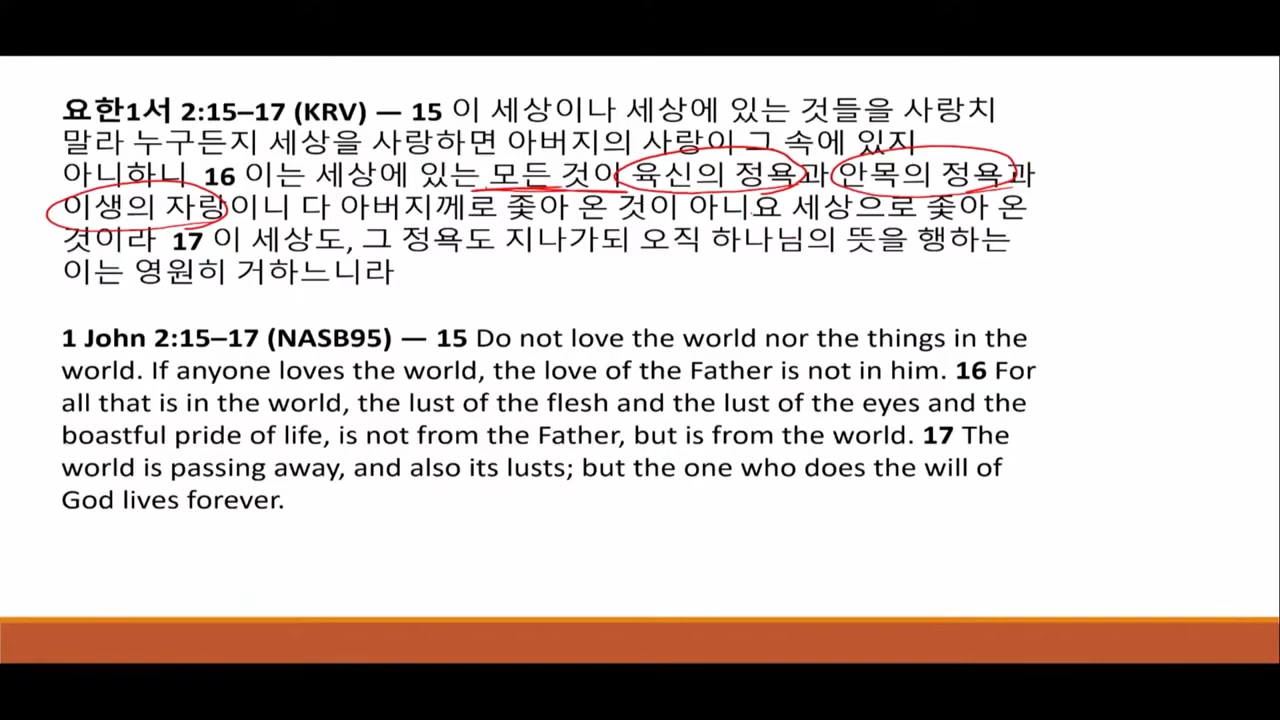 요한1서 2:15–17 (KRV) — 15 이 세상이나 세상에 있는 것들을 사랑치
말라 누구든지 세상을 사랑하면 아버지의 사랑이 그 속에 있지
아니하니 16 이는 세상에 있는 모든 것이 육신의 정욕과 안목의 정욕과
이생의 자랑이니 다 아버지께로 좇아 온 것이 아니요 세상으로 좇아 온
것이라 17 이 세상도, 그 정욕도 지나가되 오직 하나님의 뜻을 행하는
이는 영원히 거하느니라
1 John 2:15–17 (NASB95) — 15 Do not love the world nor the things in the
world. If anyone loves the world, the love of the Father is not in him. 16 For
all that is in the world, the lust of the flesh and the lust of the eyes and the
boastful pride of life, is not from the Father, but is from the world. 17 The
world is passing away, and also its lusts; but the one who does the will of
God lives forever.